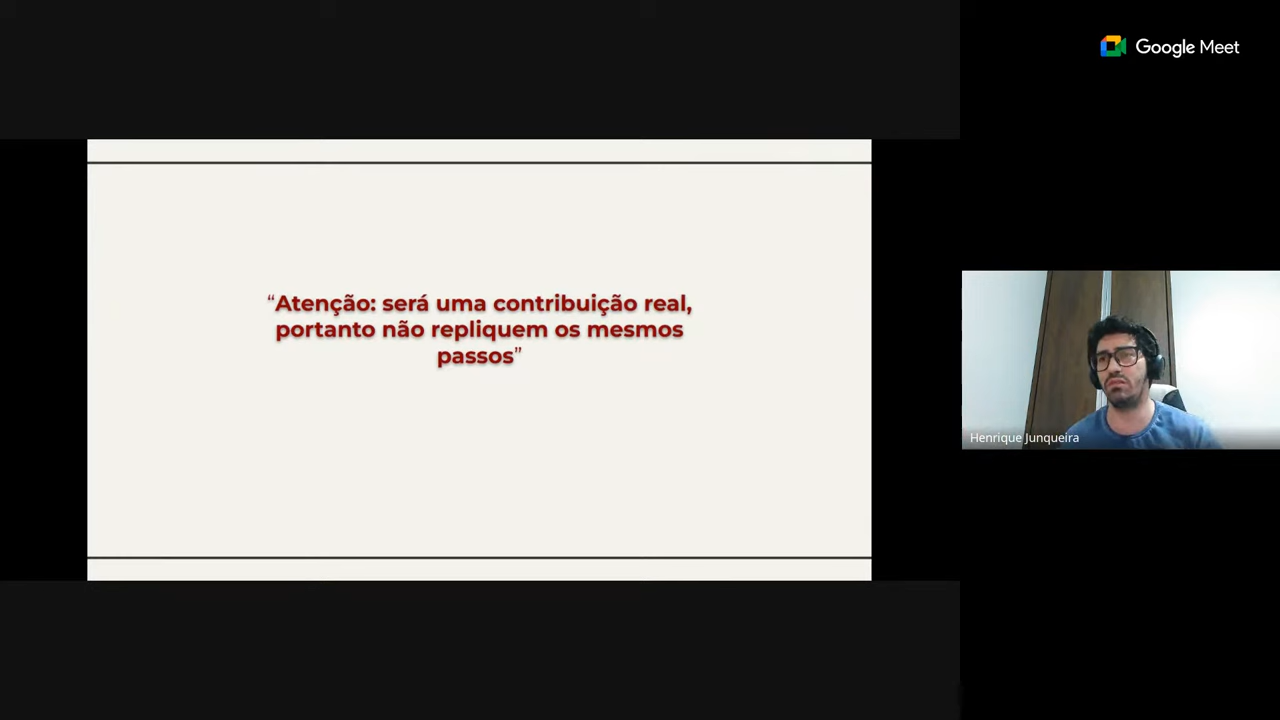 Google Meet
“Atenção: será uma contribuição real,
portanto não repliquem os mesmos
passos”
Henrique Junqueira